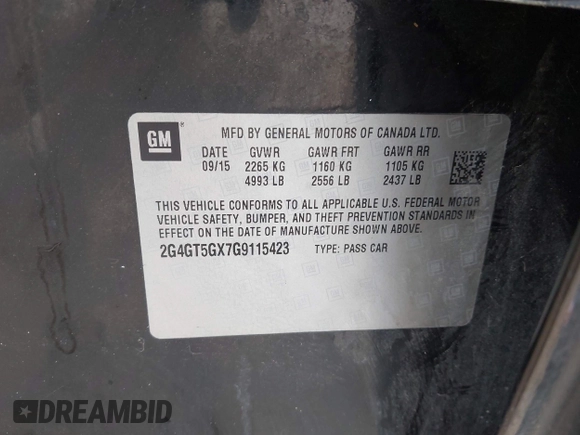 GM
MFD BY GENERAL MOTORS OF CANADA LTD.
DATE GVWR GAWR FRT GAWR RR
09/15 2265 KG 1160 KG 1105 KG
4993 LB 2556 LB 2437 LB
THIS VEHICLE CONFORMS TO ALL APPLICABLE U.S. FEDERAL MOTOR
VEHICLE SAFETY, BUMPER, AND THEFT PREVENTION STANDARDS IN
EFFECT ON THE DATE OF MANUFACTURE SHOWN ABOVE.
2G4GT5GX7G9115423 TYPE: PASS CAR
DREAMBID